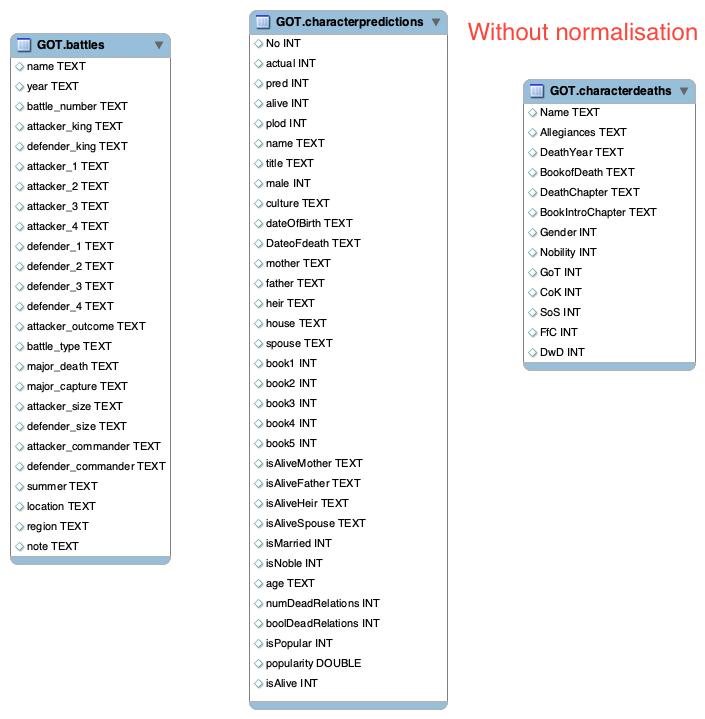 GOT.battles
name TEXT
year TEXT
battle_number TEXT
attacker_king TEXT
defender_king TEXT
attacker_1 TEXT
attacker_2 TEXT
attacker_3 TEXT
attacker_4 TEXT
defender_1 TEXT
defender_2 TEXT
defender_3 TEXT
defender_4 TEXT
attacker_outcome TEXT
battle_type TEXT
major_death TEXT
major_capture TEXT
attacker_size TEXT
defender_size TEXT
attacker_commander TEXT
defender_commander TEXT
summer TEXT
location TEXT
region TEXT
note TEXT
GOT.characterpredictions
No INT
actual INT
pred INT
alive INT
plod INT
name TEXT
title TEXT
male INT
culture TEXT
dateOfBirth TEXT
DateoFdeath TEXT
mother TEXT
father TEXT
heir TEXT
house TEXT
spouse TEXT
book1 INT
book2 INT
book3 INT
book4 INT
book5 INT
isAliveMother TEXT
isAliveFather TEXT
isAliveHeir TEXT
isAliveSpouse TEXT
isMarried INT
isNoble INT
age TEXT
numDeadRelations INT
boolDeadRelations INT
isPopular INT
popularity DOUBLE
isAlive INT
Without normalisation
GOT.characterdeaths
Name TEXT
Allegiances TEXT
DeathYear TEXT
BookofDeath TEXT
DeathChapter TEXT
BookIntroChapter TEXT
Gender INT
Nobility INT
GoT INT
CoK INT
SoS INT
FfC INT
DwD INT